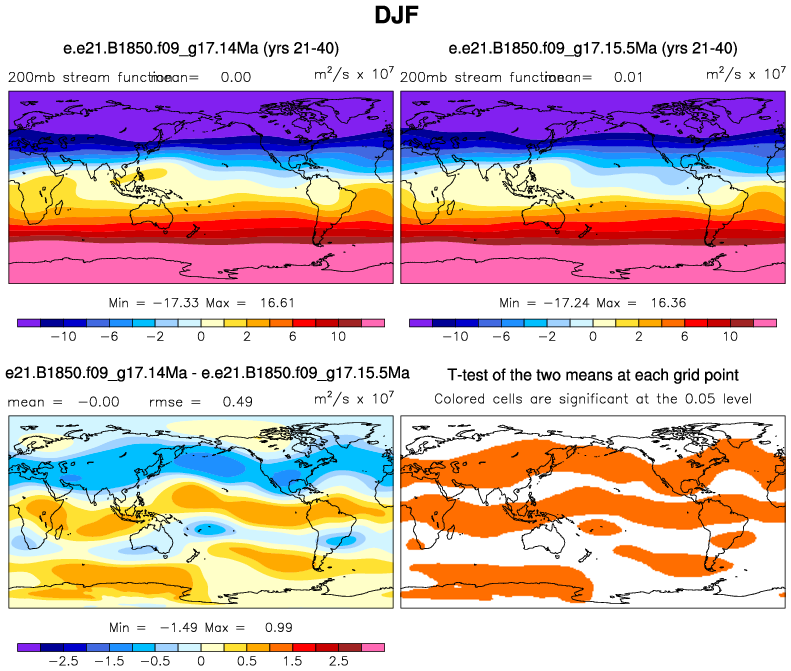 DJF
e.e21.B1850.f09_g17.14Ma (yrs 21-40)
200mb stream function mean= 0.00 m²/s x 10⁷
Min = −17.33 Max = 16.61
−10 −6 −2 0 2 6 10
e.e21.B1850.f09_g17.15.5Ma (yrs 21-40)
200mb stream function mean= 0.01 m²/s x 10⁷
Min = −17.24 Max = 16.36
−10 −6 −2 0 2 6 10
e21.B1850.f09_g17.14Ma - e.e21.B1850.f09_g17.15.5Ma
mean = −0.00 rmse = 0.49 m²/s x 10⁷
Min = −1.49 Max = 0.99
−2.5 −1.5 −0.5 0 0.5 1.5 2.5
T-test of the two means at each grid point
Colored cells are significant at the 0.05 level